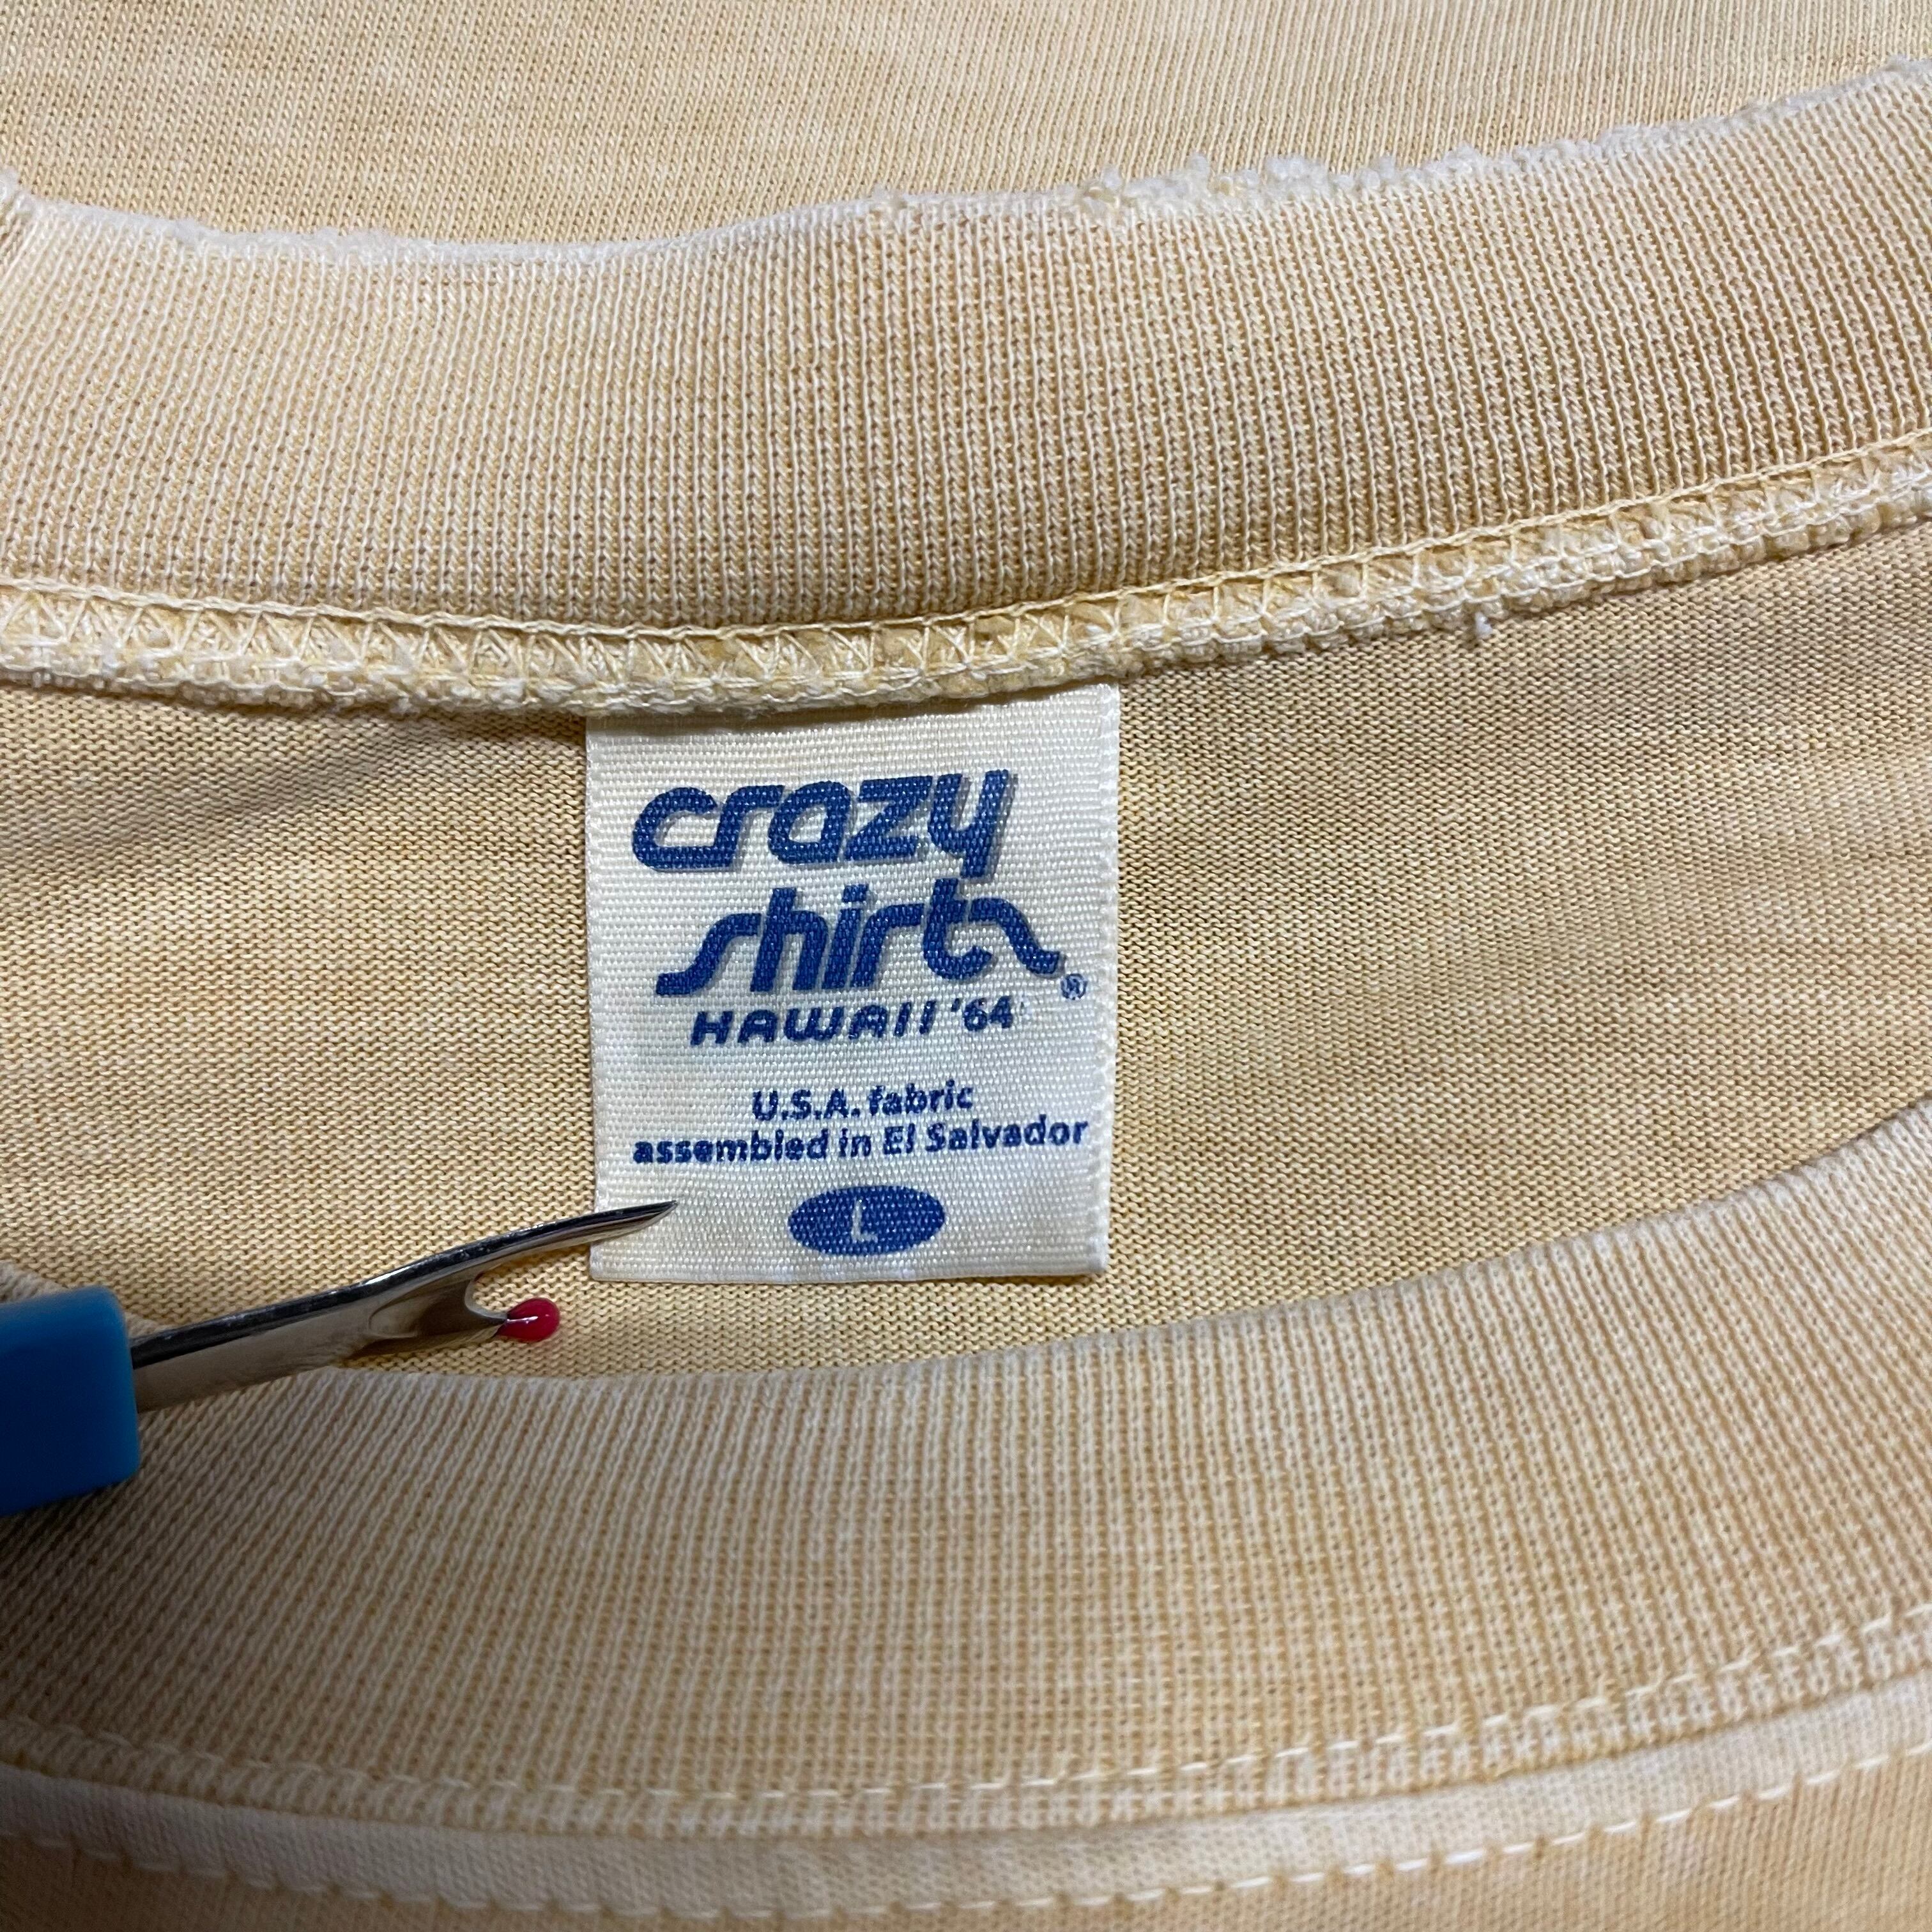 crazy
shirts®
HAWAII '64
U.S.A. fabric
assembled in El Salvador
L